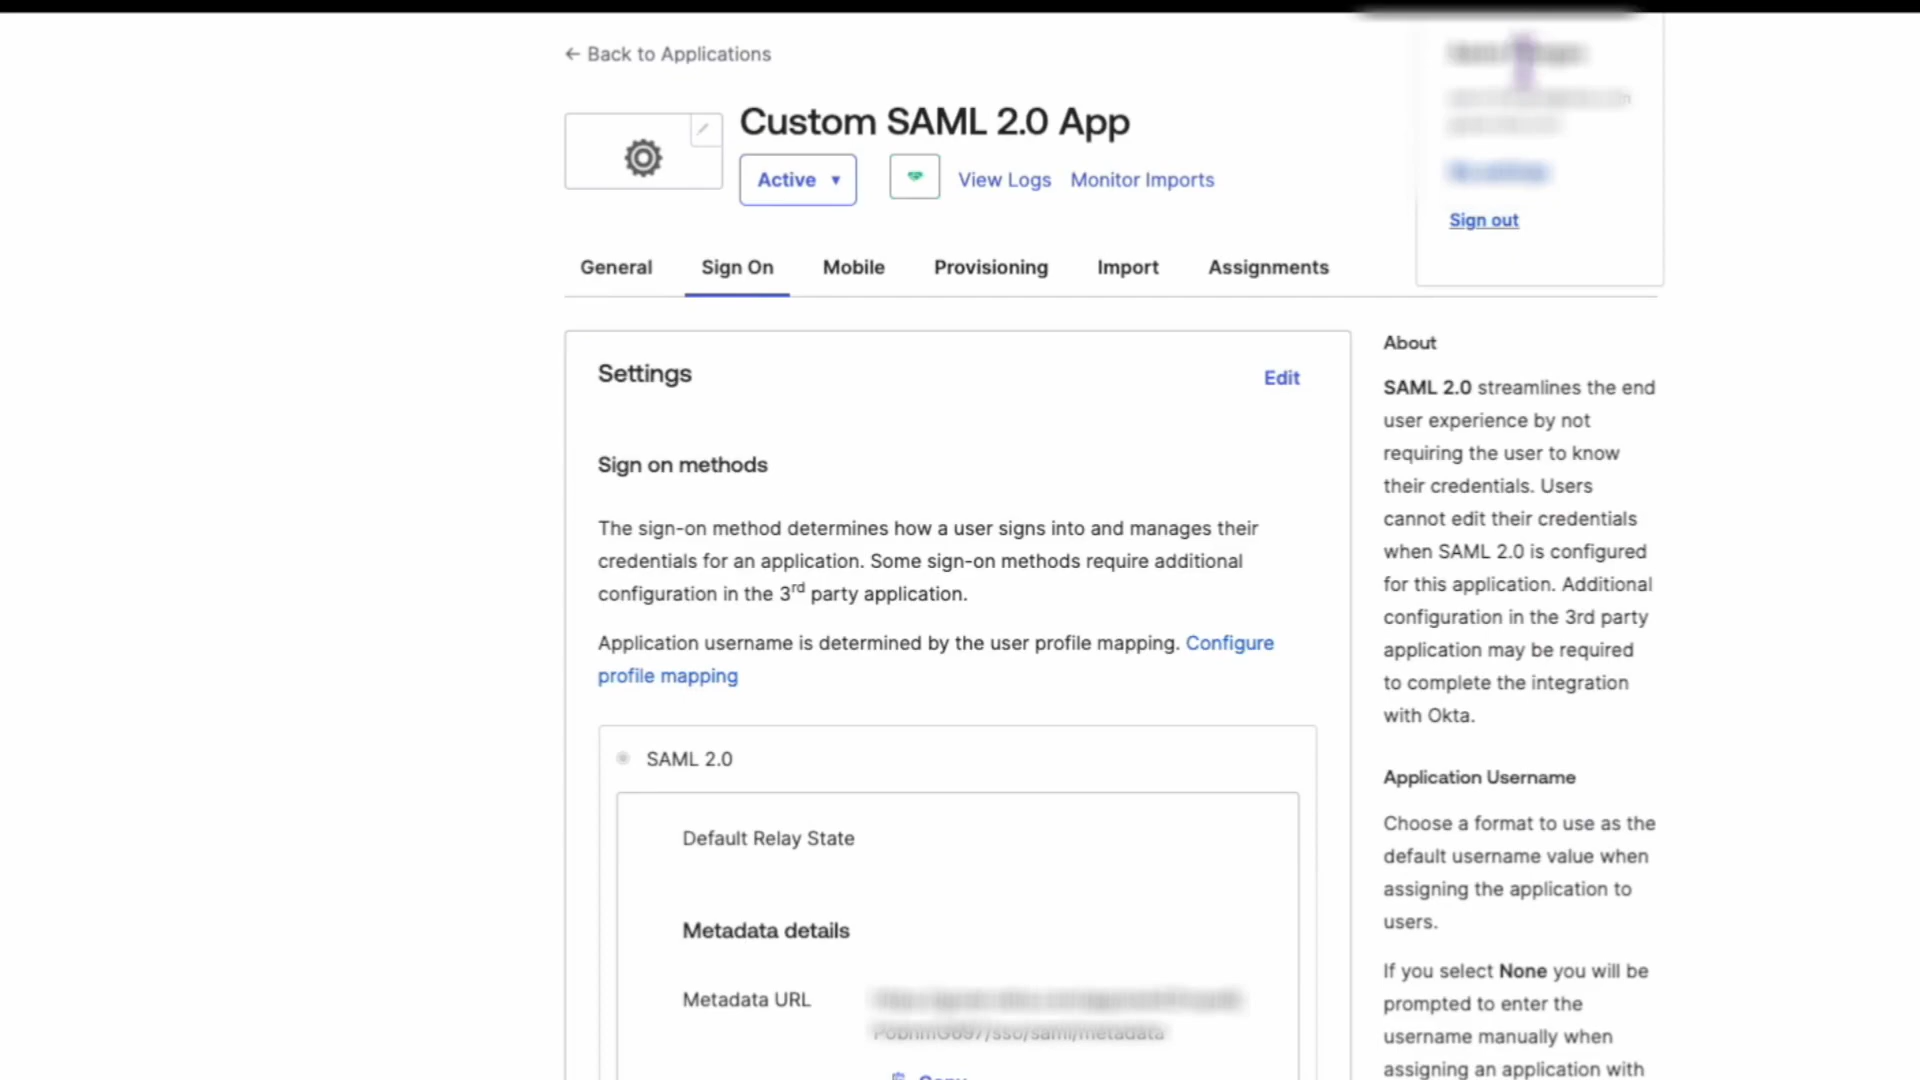 ← Back to Applications
Custom SAML 2.0 App
Active ▼
View Logs
Monitor Imports
Sign out
General
Sign On
Mobile
Provisioning
Import
Assignments
Settings
Edit
Sign on methods
The sign-on method determines how a user signs into and manages their
credentials for an application. Some sign-on methods require additional
configuration in the 3rd party application.
Application username is determined by the user profile mapping. Configure
profile mapping
SAML 2.0
Default Relay State
Metadata details
Metadata URL
/sso/saml/metadata
Copy
About
SAML 2.0 streamlines the end
user experience by not
requiring the user to know
their credentials. Users
cannot edit their credentials
when SAML 2.0 is configured
for this application. Additional
configuration in the 3rd party
application may be required
to complete the integration
with Okta.
Application Username
Choose a format to use as the
default username value when
assigning the application to
users.
If you select None you will be
prompted to enter the
username manually when
assigning an application with